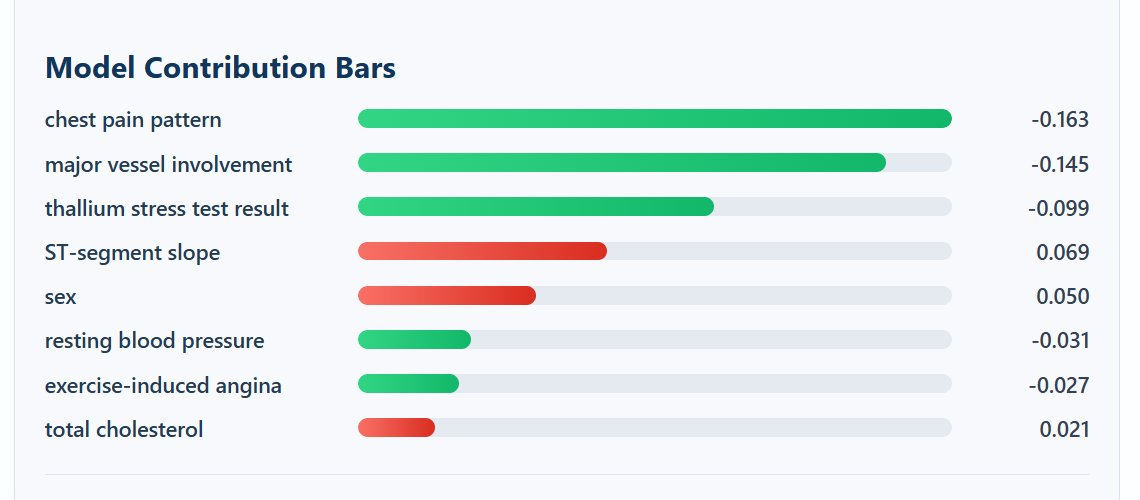 Model Contribution Bars
chest pain pattern -0.163
major vessel involvement -0.145
thallium stress test result -0.099
ST-segment slope 0.069
sex 0.050
resting blood pressure -0.031
exercise-induced angina -0.027
total cholesterol 0.021